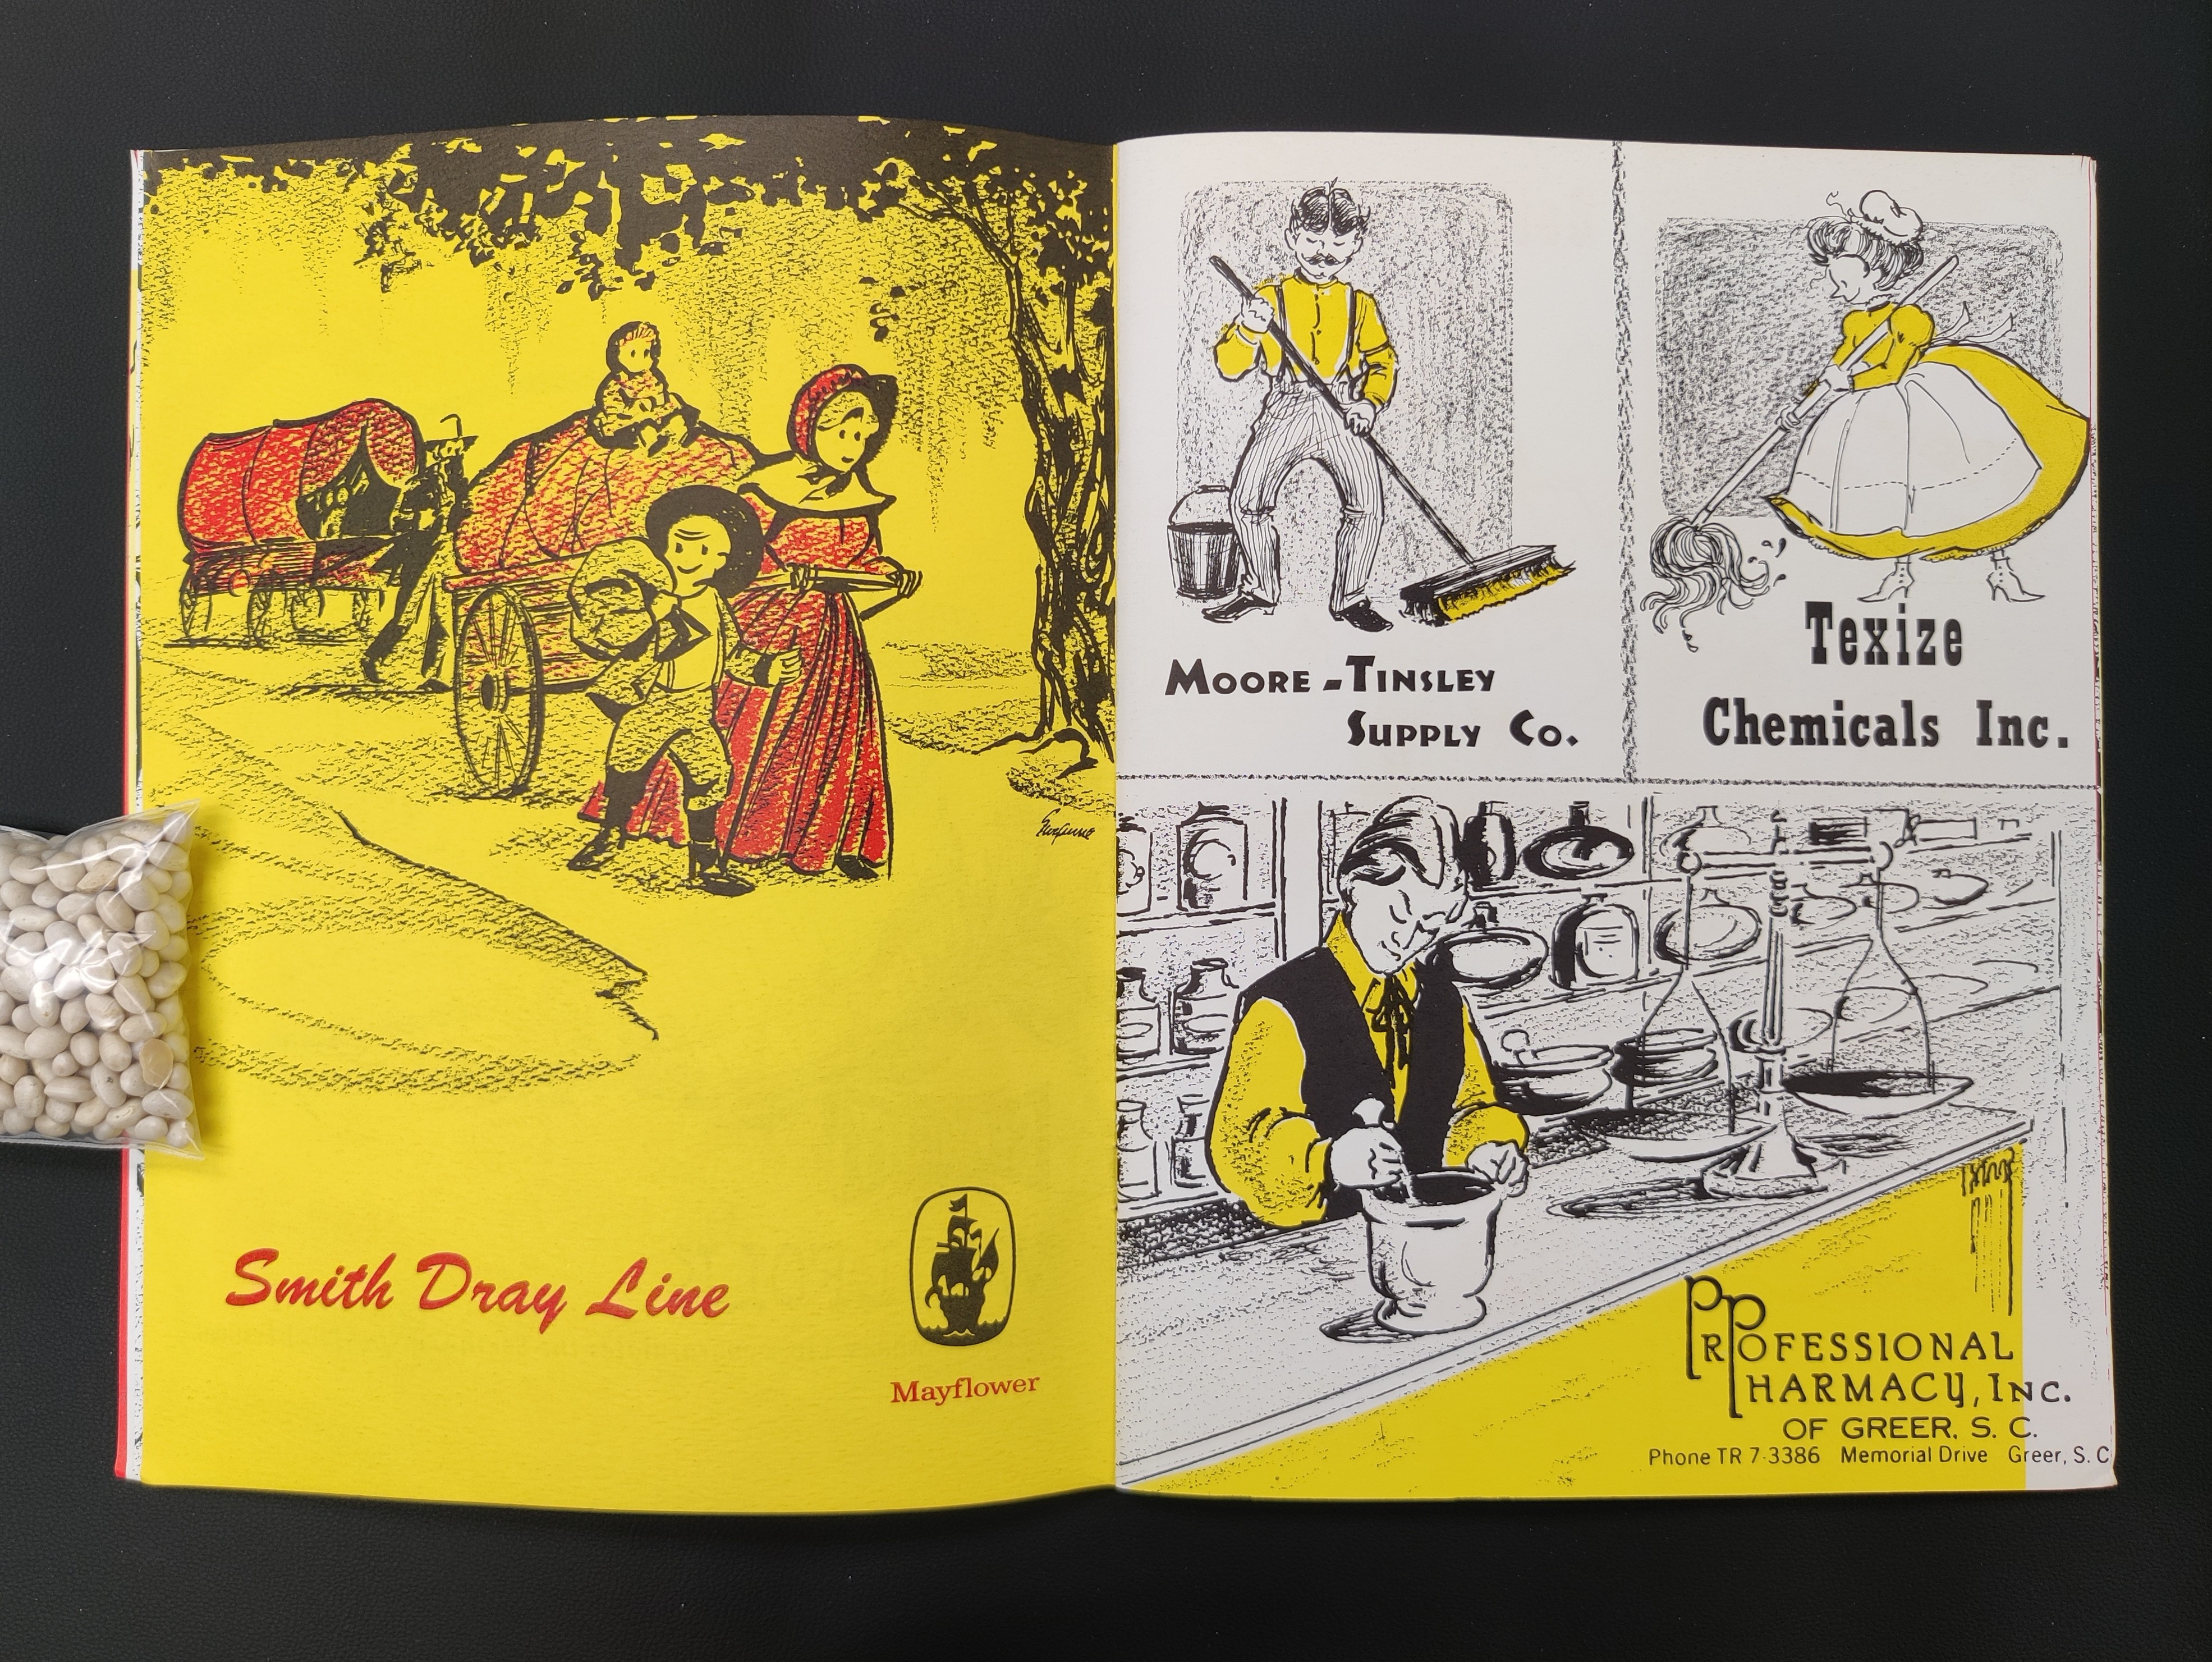 Smith Dray Line
Mayflower
MOORE-TINSLEY
SUPPLY CO.
Texize
Chemicals Inc.
PROFESSIONAL
PHARMACY, INC.
OF GREER, S. C.
Phone TR 7-3386 Memorial Drive Greer, S. C